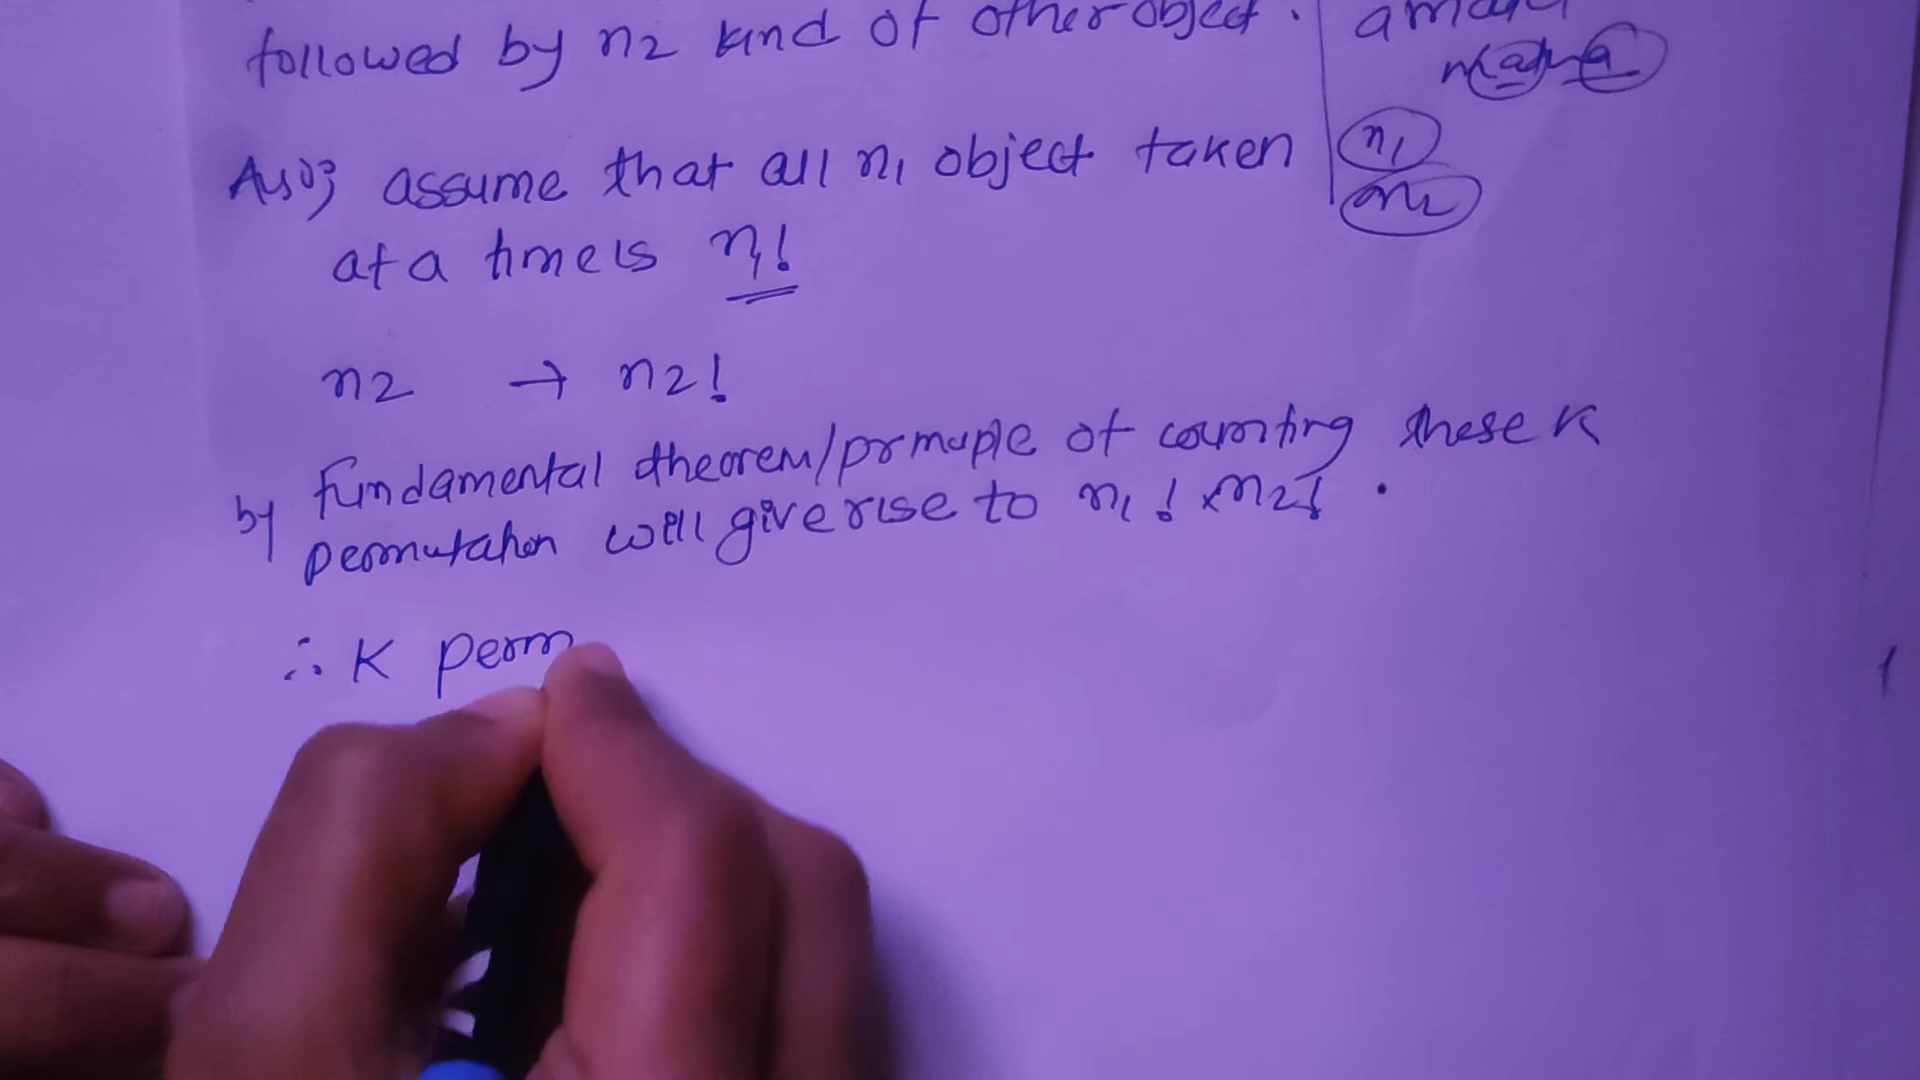 followed by n2 kind of other object.
assume that all n1 object taken
n1
n2
at a time is n1!
n2 → n2!
by fundamental theorem/principle of counting these K
permutation will give rise to n1! × n2! .
∴ K perm